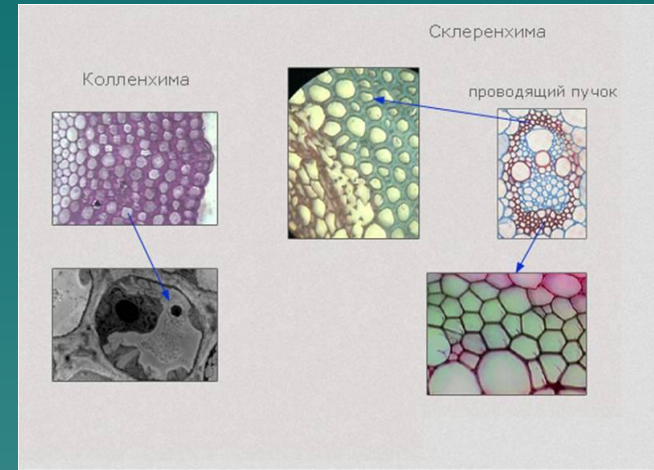 Склеренхима
Колленхима
проводящий пучок